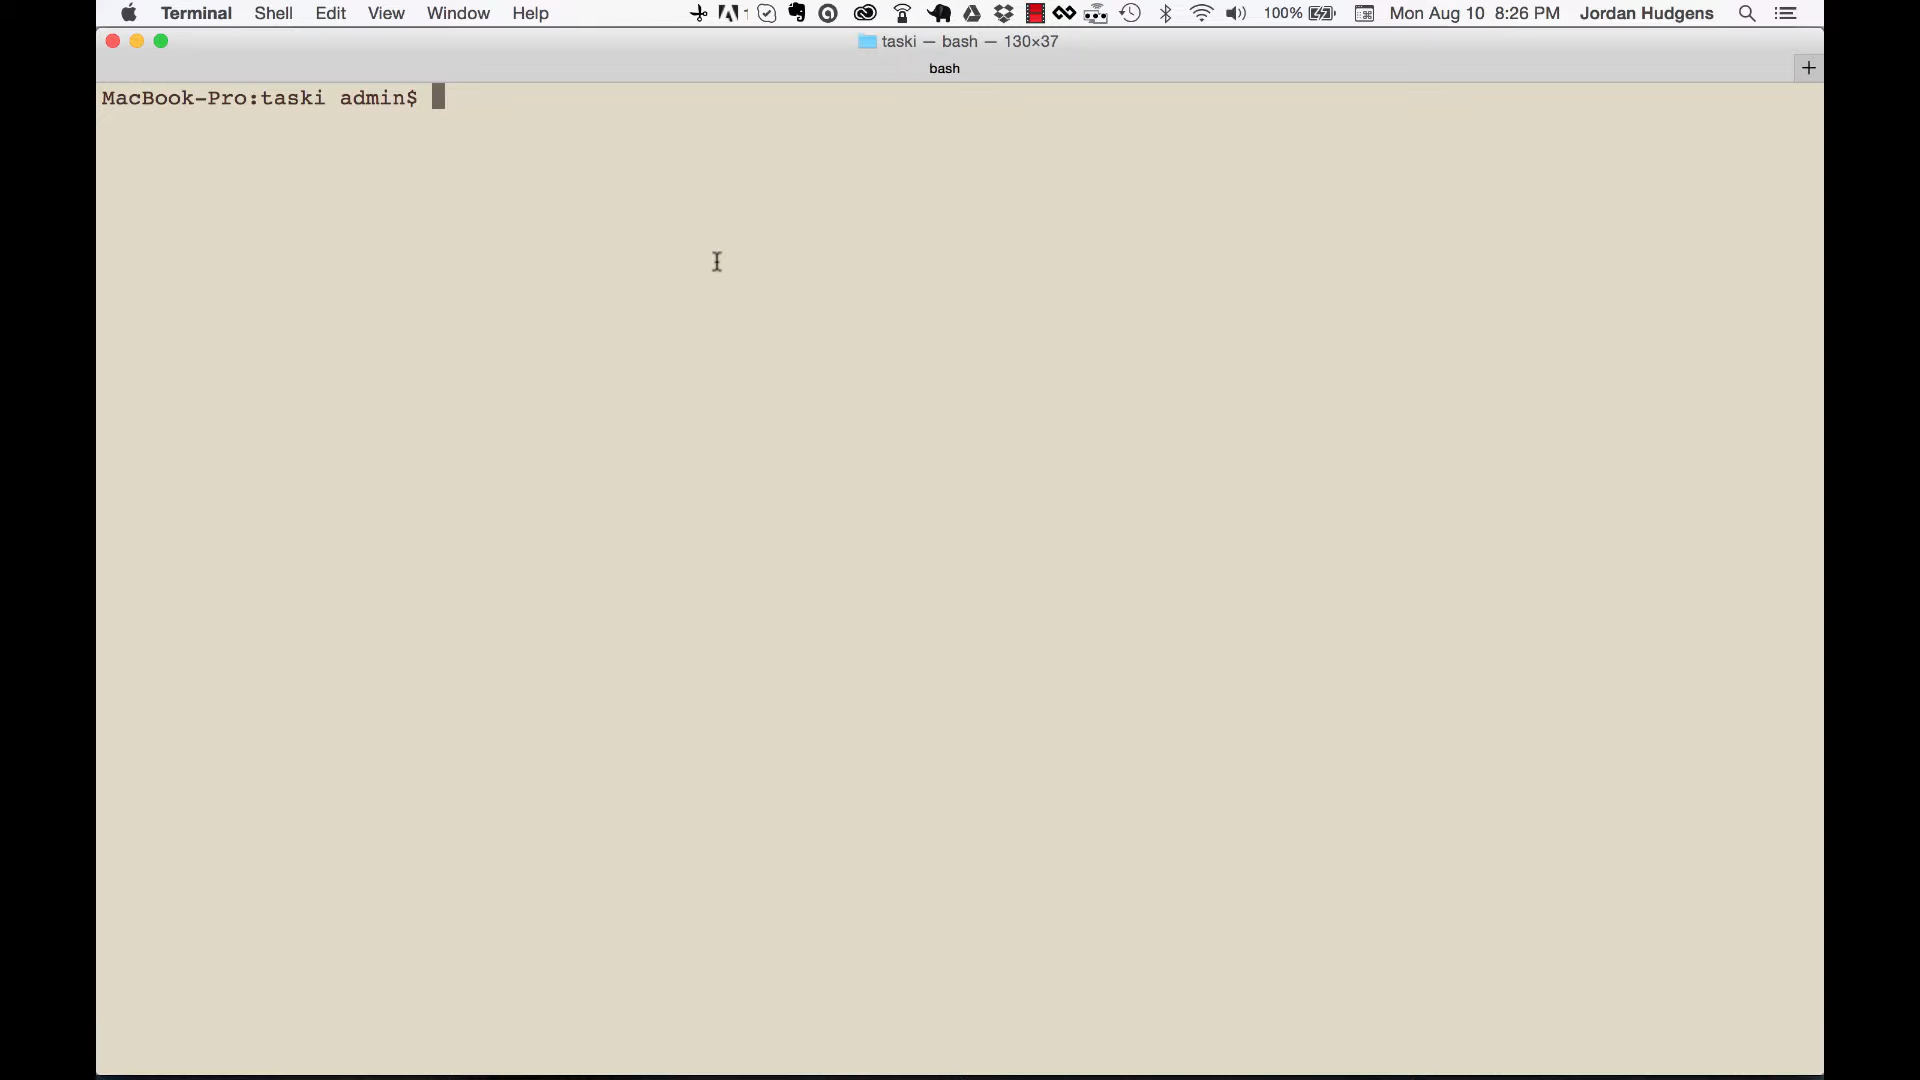 Terminal Shell Edit View Window Help 1 100% Mon Aug 10 8:26 PM Jordan Hudgens
taski — bash — 130×37
bash
MacBook-Pro:taski admin$